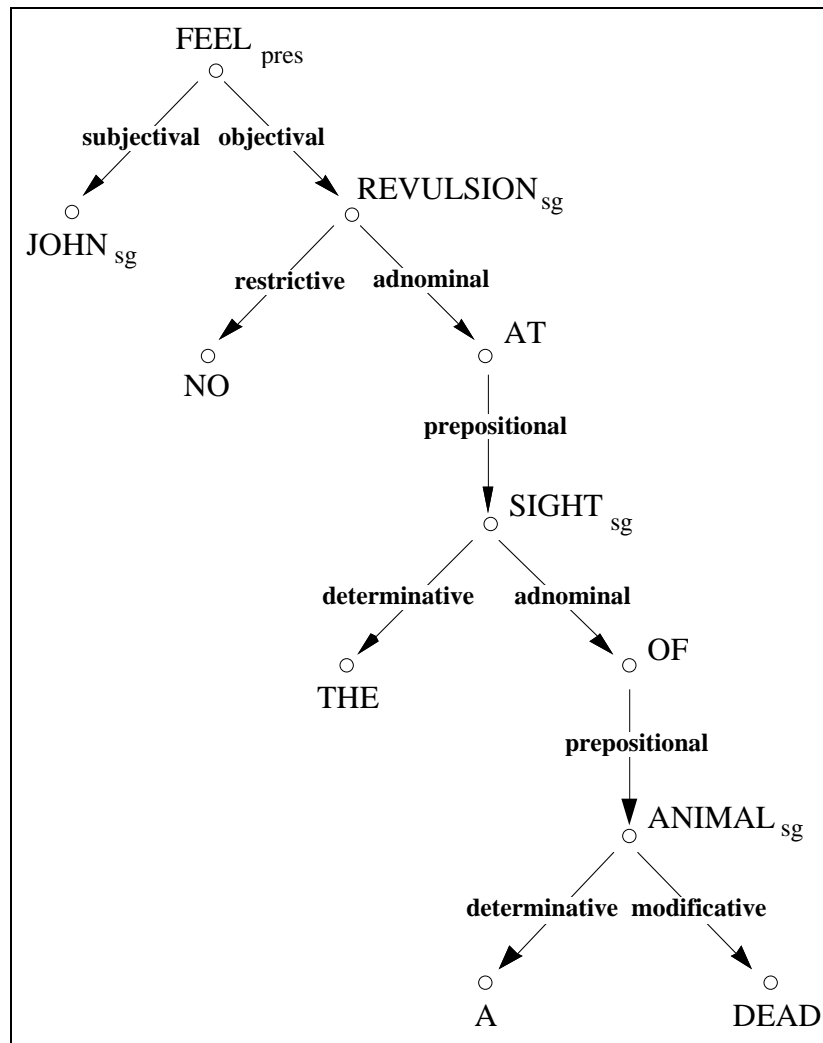 FEEL pres
subjectival objectival
REVULSION sg
JOHN sg
restrictive adnominal
AT
NO
prepositional
SIGHT sg
determinative adnominal
OF
THE
prepositional
ANIMAL sg
determinative modificative
A DEAD